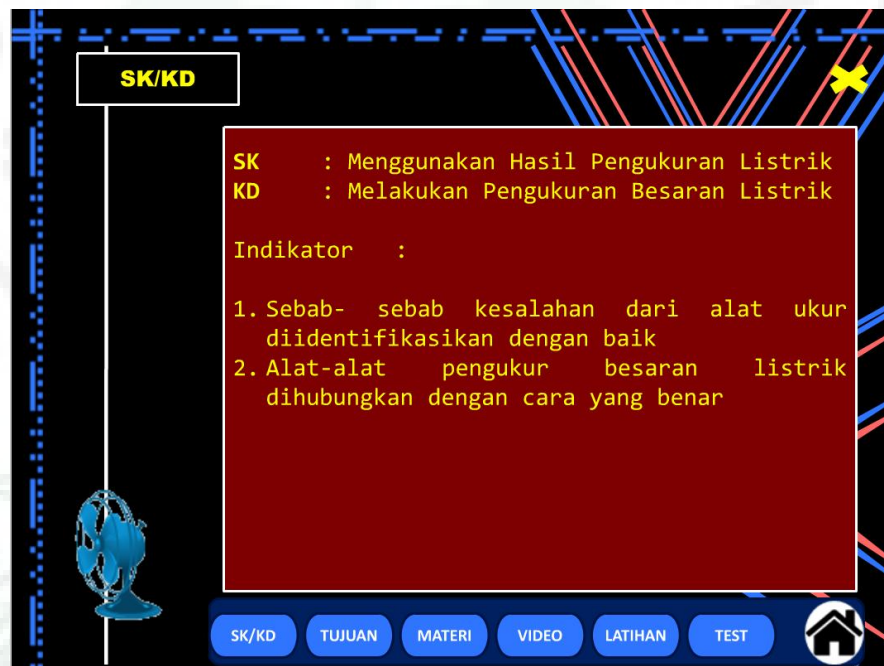 SK/KD
SK : Menggunakan Hasil Pengukuran Listrik
KD : Melakukan Pengukuran Besaran Listrik
Indikator :
1. Sebab- sebab kesalahan dari alat ukur
diidentifikasikan dengan baik
2. Alat-alat pengukur besaran listrik
dihubungkan dengan cara yang benar
SK/KD TUJUAN MATERI VIDEO LATIHAN TEST